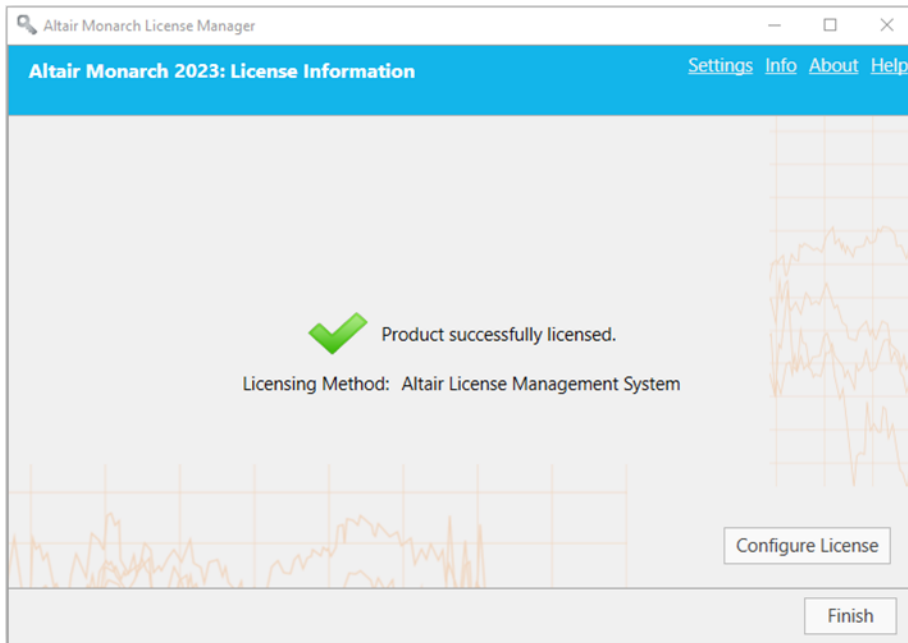 Altair Monarch License Manager
Altair Monarch 2023: License Information
Settings Info About Help
Product successfully licensed.
Licensing Method: Altair License Management System
Configure License
Finish